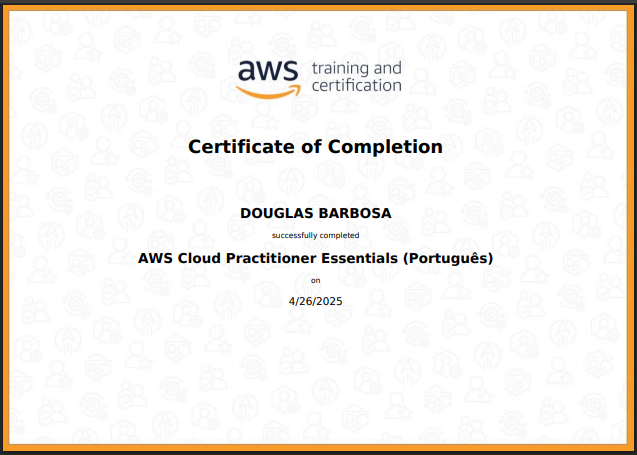 aws training and
certification
Certificate of Completion
DOUGLAS BARBOSA
successfully completed
AWS Cloud Practitioner Essentials (Português)
on
4/26/2025